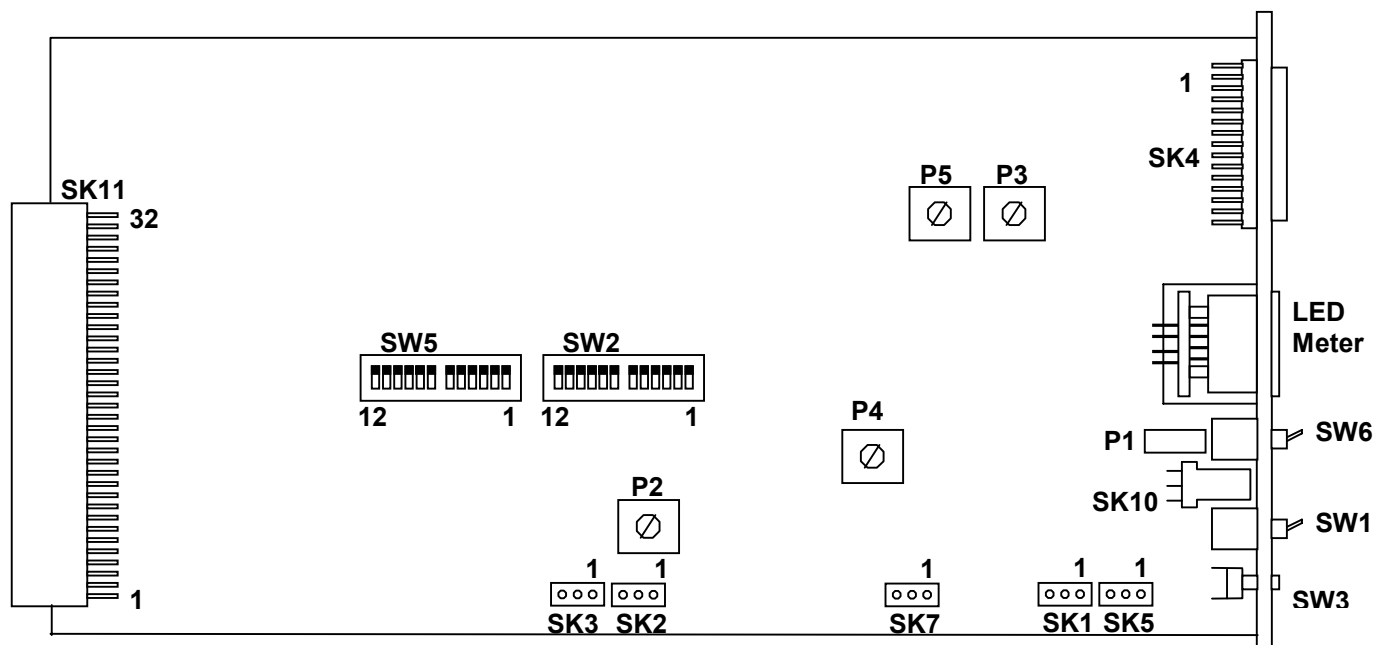 1
SK4
P5 P3
SK11
32
LED
Meter
SW5 SW2
12 1 12 1
P4
SW6
P1
SK10
P2
SW1
1 1 1 1 1
1
SW3
SK3 SK2 SK7 SK1 SK5